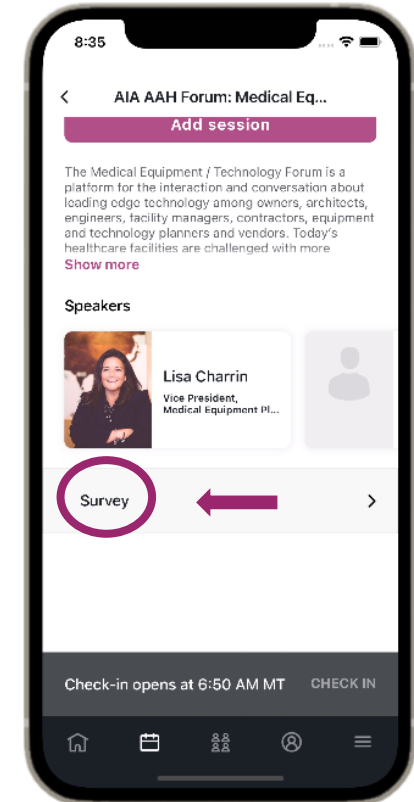 8:35
AIA AAH Forum: Medical Eq...
Add session
The Medical Equipment / Technology Forum is a
platform for the interaction and conversation about
leading edge technology among owners, architects,
engineers, facility managers, contractors, equipment
and technology planners and vendors. Today's
healthcare facilities are challenged with more
Show more
Speakers
Lisa Charrin
Vice President,
Medical Equipment Pl...
Survey
Check-in opens at 6:50 AM MT CHECK IN